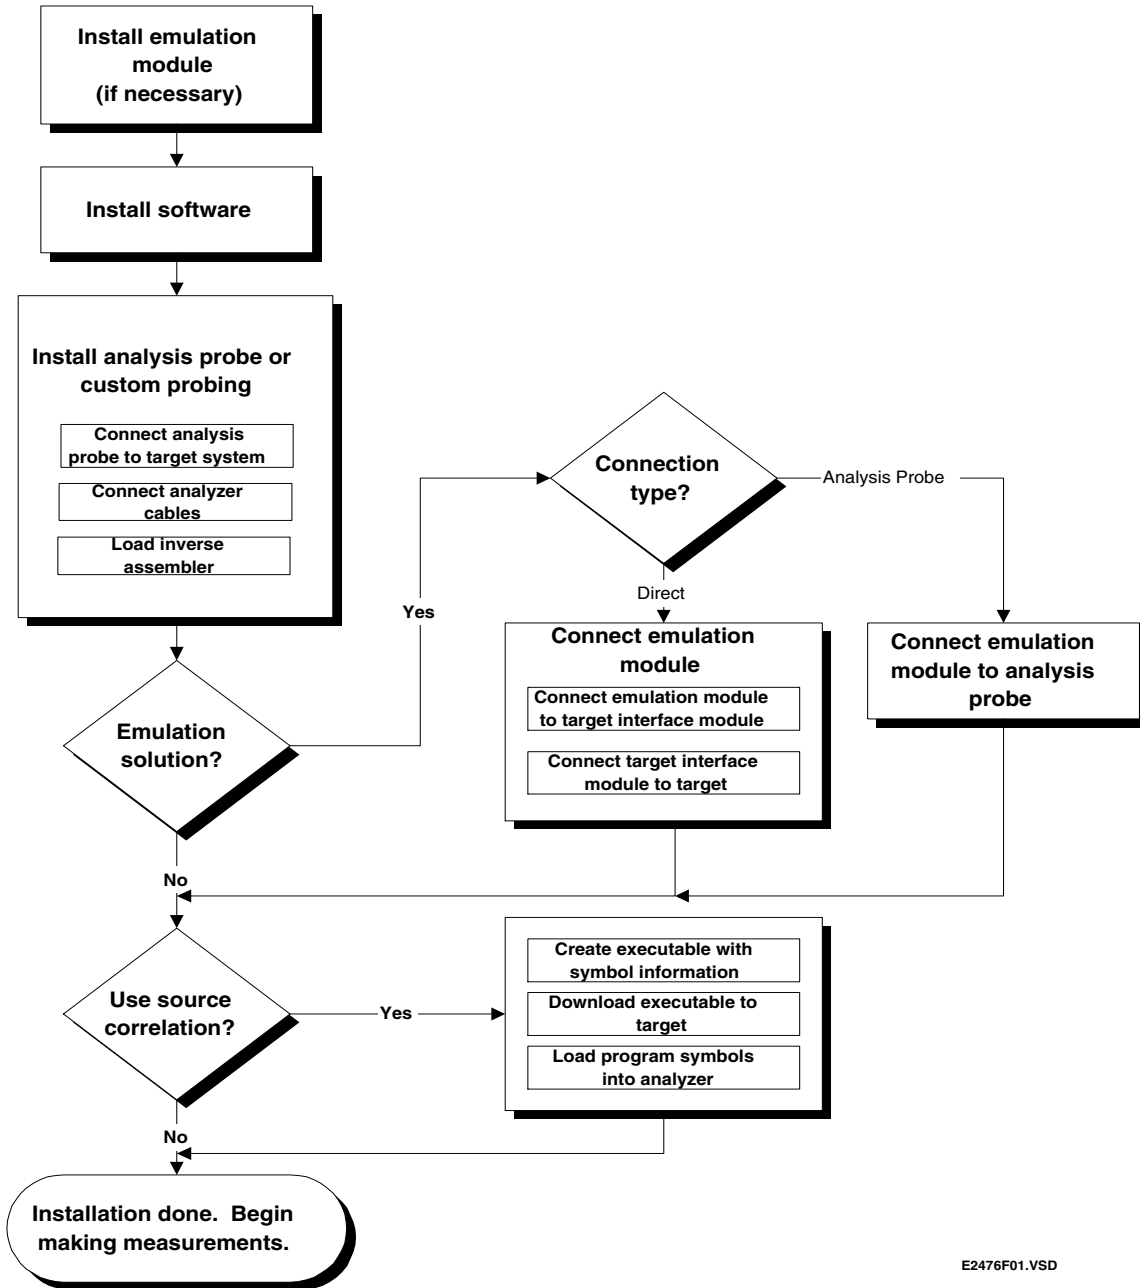 Install emulation
module
(if necessary)
Install software
Install analysis probe or
custom probing
Connect analysis
probe to target system
Connect analyzer
cables
Load inverse
assembler
Emulation
solution?
Yes
Connection
type?
Analysis Probe
Direct
Connect emulation
module
Connect emulation module
to target interface module
Connect target interface
module to target
Connect emulation
module to analysis
probe
No
Use source
correlation?
Yes
Create executable with
symbol information
Download executable to
target
Load program symbols
into analyzer
No
Installation done.  Begin
making measurements.
E2476F01.VSD